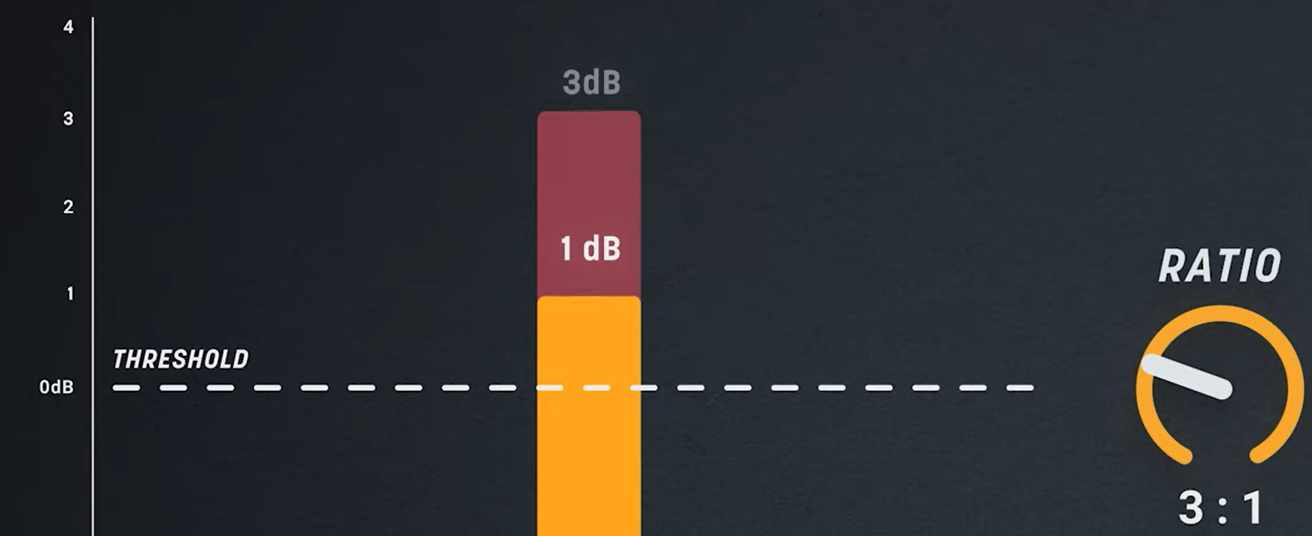 4
3dB
3
2
1 dB
1
RATIO
THRESHOLD
0dB
3 : 1